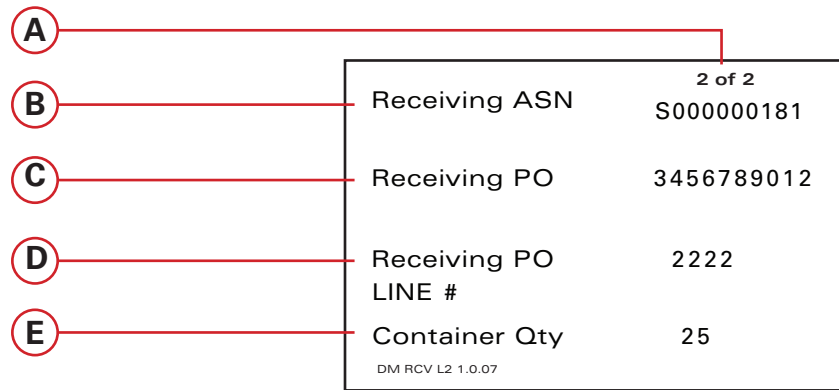 A
2 of 2
B
Receiving ASN S000000181
C
Receiving PO 3456789012
D
Receiving PO 2222
LINE #
E
Container Qty 25
DM RCV L2 1.0.07